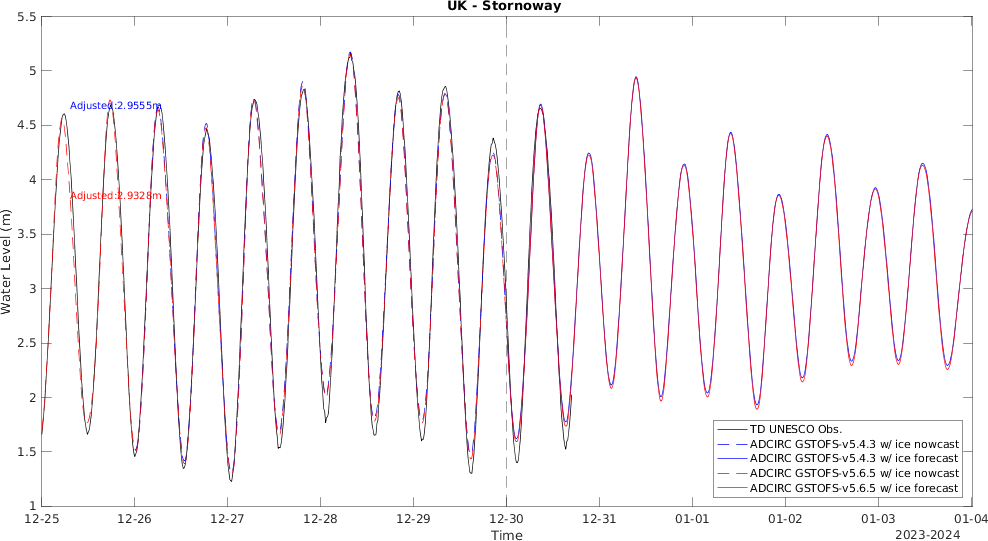 UK - Stornoway
5.5
5
4.5
4
3.5
3
2.5
2
1.5
1
Water Level (m)
Adjusted:2.9555m
Adjusted:2.9328m
TD UNESCO Obs.
ADCIRC GSTOFS-v5.4.3 w/ ice nowcast
ADCIRC GSTOFS-v5.4.3 w/ ice forecast
ADCIRC GSTOFS-v5.6.5 w/ ice nowcast
ADCIRC GSTOFS-v5.6.5 w/ ice forecast
12-25 12-26 12-27 12-28 12-29 12-30 12-31 01-01 01-02 01-03 01-04
Time
2023-2024